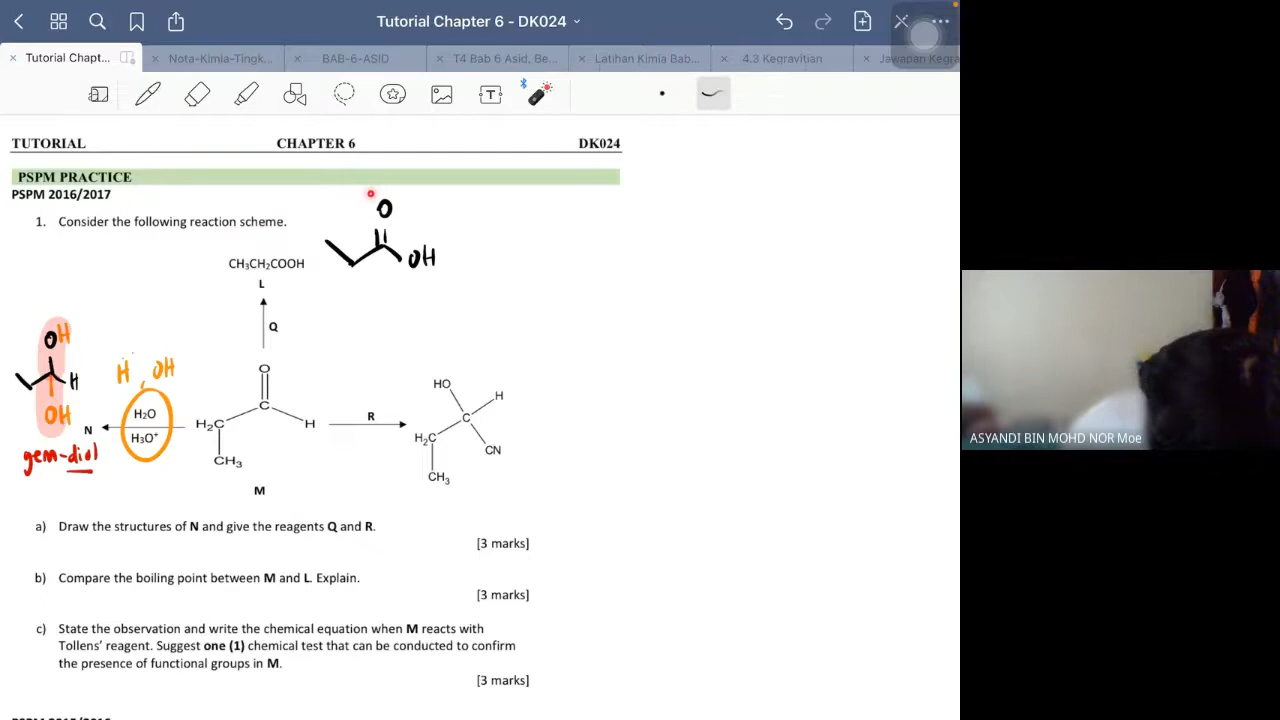 Tutorial Chapter 6 - DK024
Tutorial Chapt...
Nota-Kimia-Tingk...
BAB-6-ASID
T4 Bab 6 Asid, Be...
Latihan Kimia Bab...
4.3 Kegravitian
Jawapan Kegra
TUTORIAL CHAPTER 6 DK024
PSPM PRACTICE
PSPM 2016/2017
1. Consider the following reaction scheme.
O
OH
CH₃CH₂COOH
L
Q
OH
H
OH
gem-diol
H OH
H₂O
H₃O⁺
N
O
C
H₂C
H
CH₃
M
R
HO
H
C
H₂C
CN
CH₃
a) Draw the structures of N and give the reagents Q and R.
[3 marks]
b) Compare the boiling point between M and L. Explain.
[3 marks]
c) State the observation and write the chemical equation when M reacts with
Tollens' reagent. Suggest one (1) chemical test that can be conducted to confirm
the presence of functional groups in M.
[3 marks]
ASYANDI BIN MOHD NOR Moe